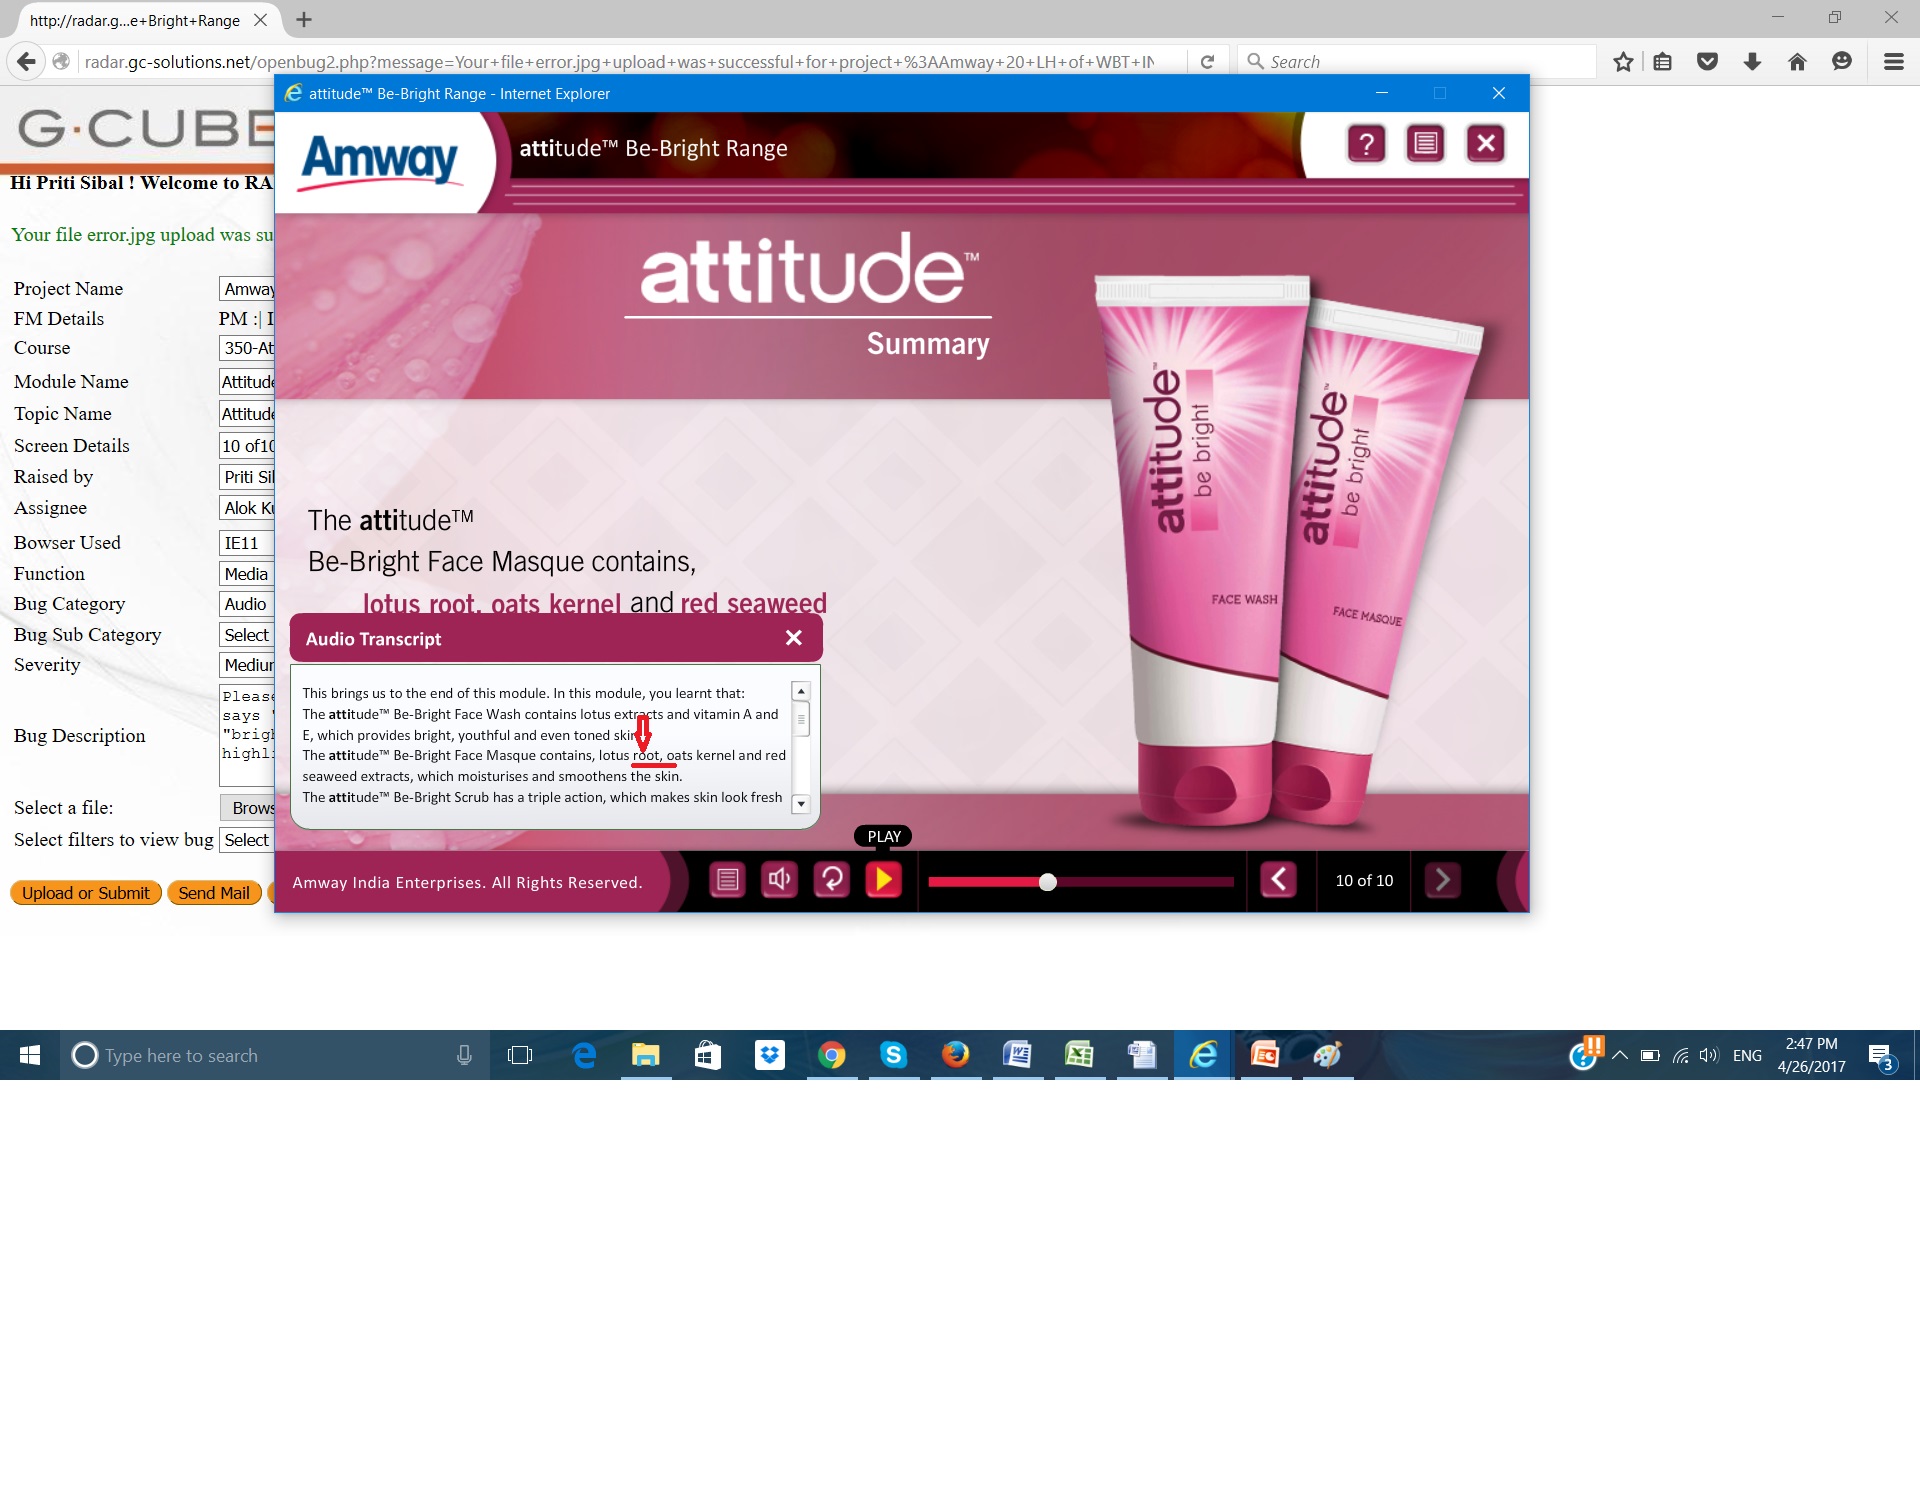 http://radar.g...e+Bright+Range
radar.gc-solutions.net/openbug2.php?message=Your+file+error.jpg+upload+was+successful+for+project+%3AAmway+20+LH+of+WBT+IN
Search
G·CUBE
Hi Priti Sibal ! Welcome to RA
Your file error.jpg upload was su
Project Name Amway
FM Details PM :| I
Course 350-At
Module Name Attitude
Topic Name Attitude
Screen Details 10 of10
Raised by Priti Sil
Assignee Alok Ku
Bowser Used IE11
Function Media
Bug Category Audio
Bug Sub Category Select
Severity Medium
Bug Description
Please
says "
"brigh
highli
Select a file: Brows
Select filters to view bug Select
Upload or Submit Send Mail
attitude™ Be-Bright Range - Internet Explorer
Amway
attitude™ Be-Bright Range
?
attitude™
Summary
The attitude™
Be-Bright Face Masque contains,
lotus root, oats kernel and red seaweed
Audio Transcript
This brings us to the end of this module. In this module, you learnt that:
The attitude™ Be-Bright Face Wash contains lotus extracts and vitamin A and
E, which provides bright, youthful and even toned skin
The attitude™ Be-Bright Face Masque contains, lotus root, oats kernel and red
seaweed extracts, which moisturises and smoothens the skin.
The attitude™ Be-Bright Scrub has a triple action, which makes skin look fresh
attitude™
be bright
FACE WASH
attitude™
be bright
FACE MASQUE
PLAY
Amway India Enterprises. All Rights Reserved.
10 of 10
Type here to search
ENG
2:47 PM
4/26/2017
3